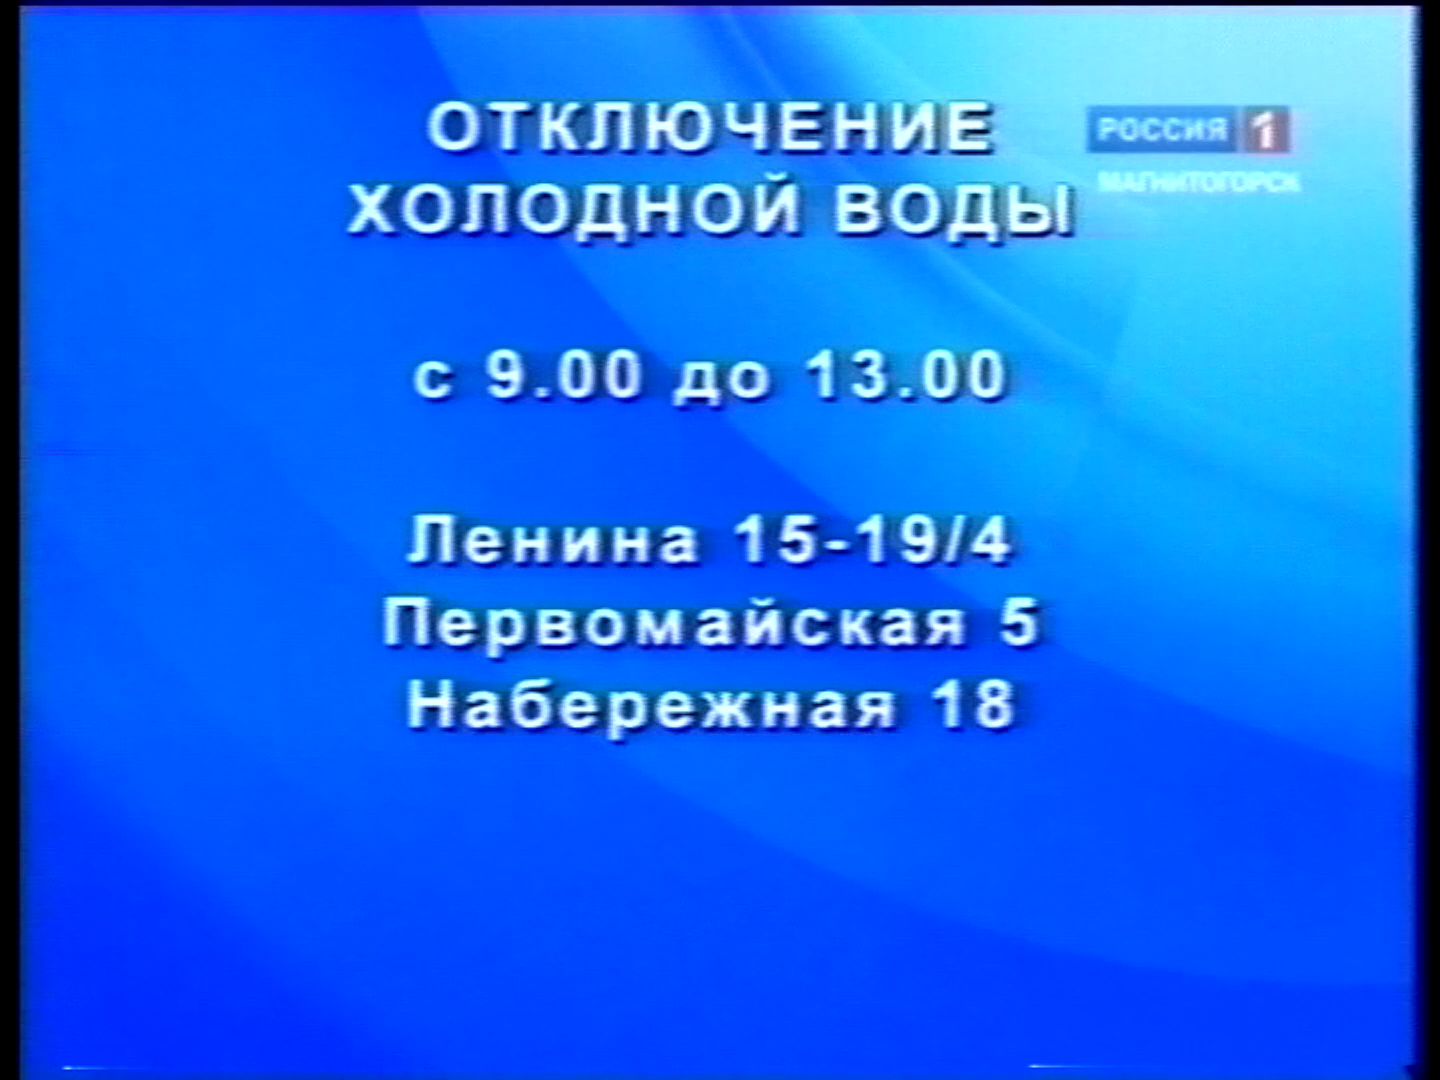 ОТКЛЮЧЕНИЕ
ХОЛОДНОЙ ВОДЫ
РОССИЯ 1
МАГНИТОГОРСК
с 9.00 до 13.00
Ленина 15-19/4
Первомайская 5
Набережная 18